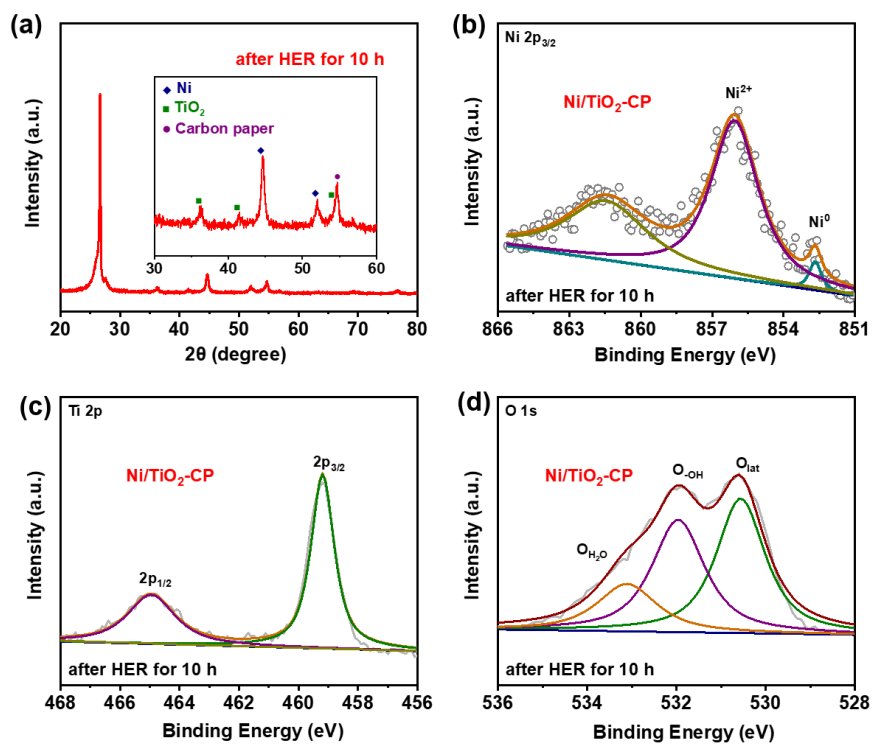 (a)
after HER for 10 h
Ni
TiO₂
Carbon paper
Intensity (a.u.)
30 40 50 60
20 30 40 50 60 70 80
2θ (degree)
(b)
Ni 2p₃/₂
Ni/TiO₂-CP
Ni²⁺
Ni⁰
Intensity (a.u.)
after HER for 10 h
866 863 860 857 854 851
Binding Energy (eV)
(c)
Ti 2p
Ni/TiO₂-CP
2p₃/₂
2p₁/₂
Intensity (a.u.)
after HER for 10 h
468 466 464 462 460 458 456
Binding Energy (eV)
(d)
O 1s
Ni/TiO₂-CP
O-OH
Olat
OH₂O
Intensity (a.u.)
after HER for 10 h
536 534 532 530 528
Binding Energy (eV)